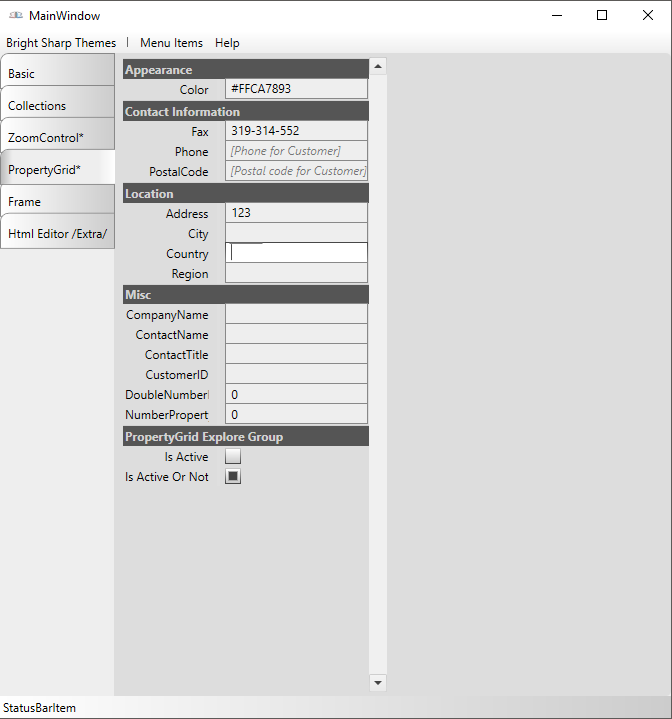 MainWindow
Bright Sharp Themes | Menu Items Help
Basic
Collections
ZoomControl*
PropertyGrid*
Frame
Html Editor /Extra/
Appearance
Color #FFCA7893
Contact Information
Fax 319-314-552
Phone [Phone for Customer]
PostalCode [Postal code for Customer]
Location
Address 123
City
Country
Region
Misc
CompanyName
ContactName
ContactTitle
CustomerID
DoubleNumber 0
NumberPropert 0
PropertyGrid Explore Group
Is Active
Is Active Or Not
StatusBarItem